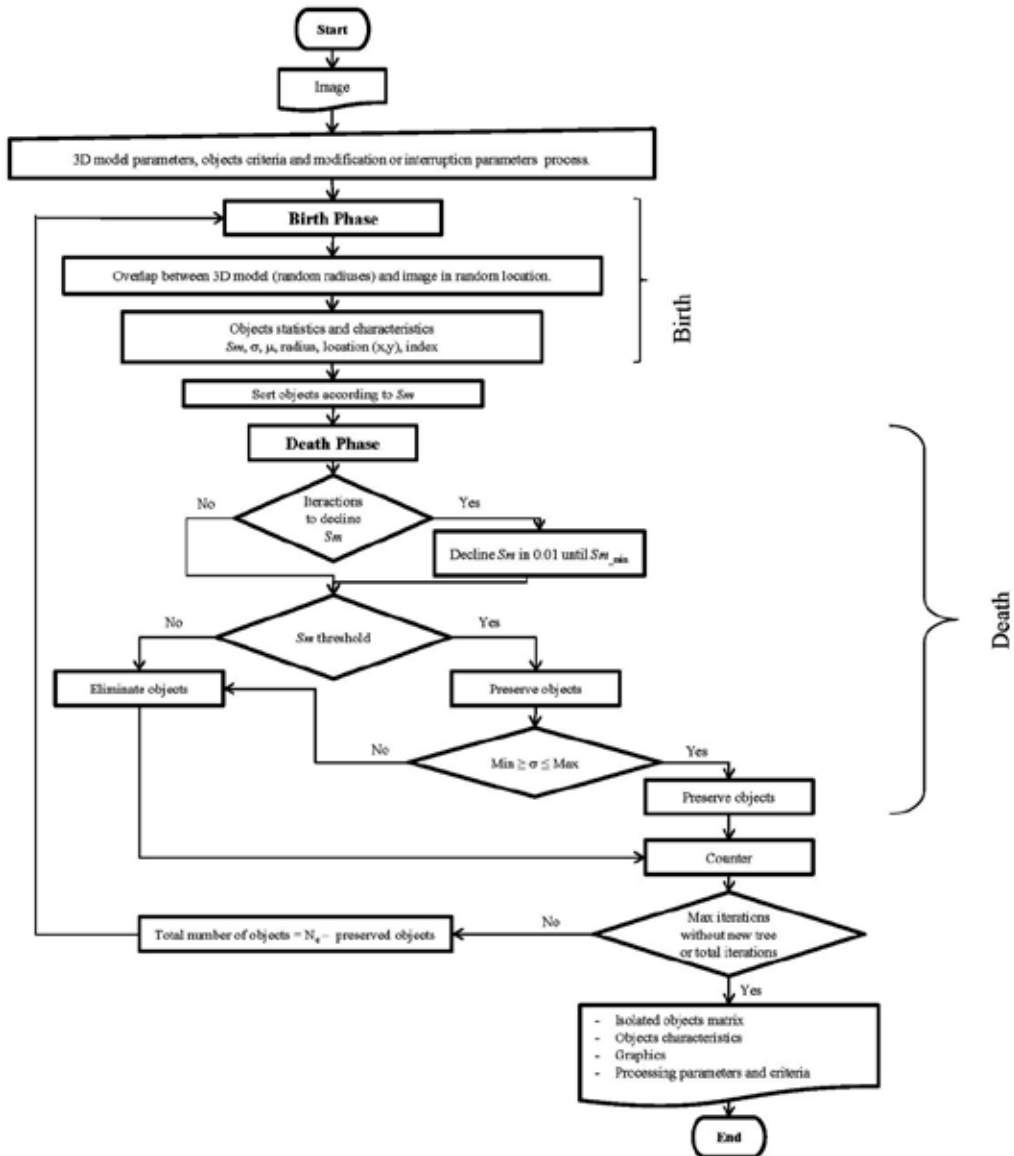 Start
Image
3D model parameters, objects criteria and modification or interruption parameters process.
Birth Phase
Overlap between 3D model (random radiuses) and image in random location.
Objects statistics and characteristics
Sm, σ, μ, radius, location (x,y), index
Birth
Sort objects according to Sm
Death Phase
No
Iteractions
to decline
Sm
Yes
Decline Sm in 0.01 until Sm_min
No
Sm threshold
Yes
Death
Eliminate objects
Preserve objects
No
Min ≥ σ ≤ Max
Yes
Preserve objects
Counter
Total number of objects = Ne – preserved objects
No
Max iterations
without new tree
or total iterations
Yes
- Isolated objects matrix
- Objects characteristics
- Graphics
- Processing parameters and criteria
End